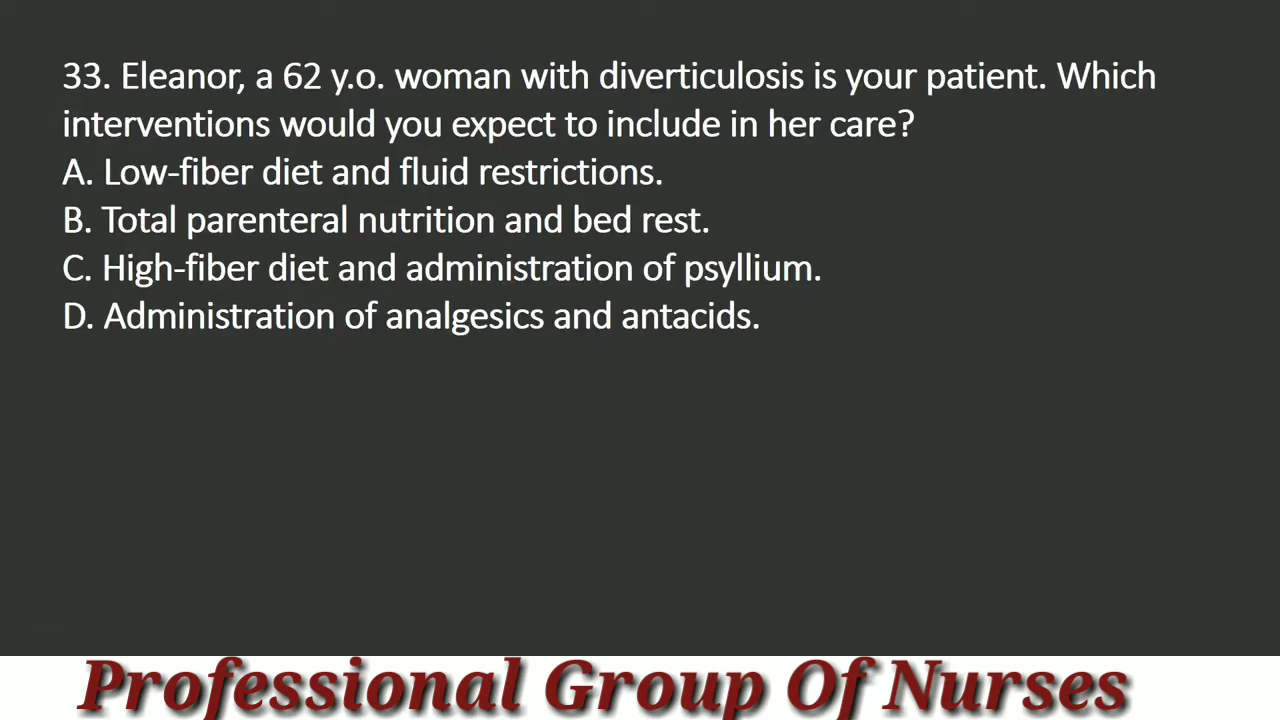 33. Eleanor, a 62 y.o. woman with diverticulosis is your patient. Which
interventions would you expect to include in her care?
A. Low-fiber diet and fluid restrictions.
B. Total parenteral nutrition and bed rest.
C. High-fiber diet and administration of psyllium.
D. Administration of analgesics and antacids.
Professional Group Of Nurses